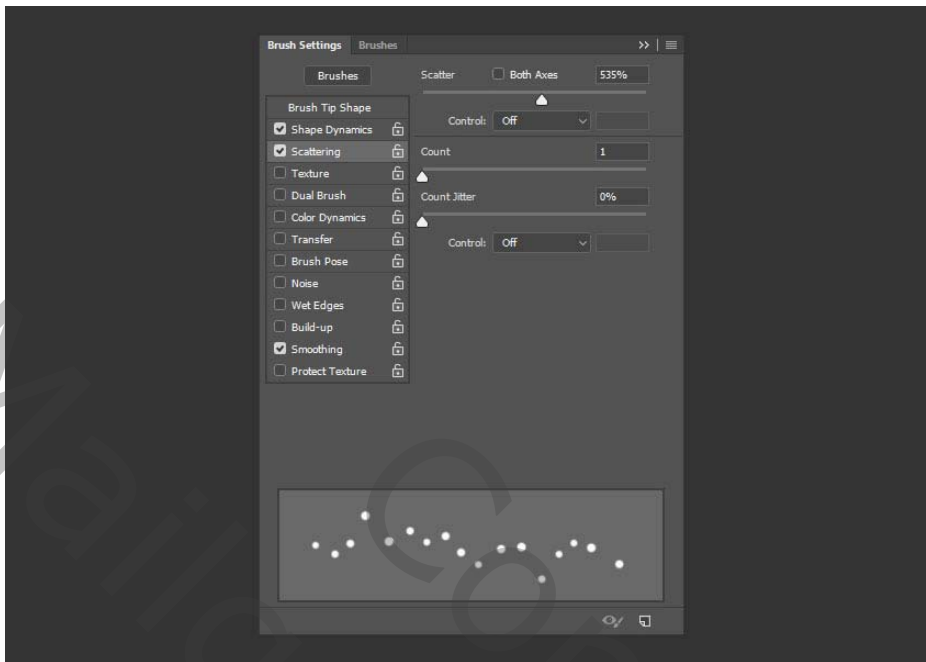 Brush Settings Brushes
Brushes Scatter Both Axes 535%
Brush Tip Shape
Control: Off
Shape Dynamics
Scattering Count 1
Texture
Dual Brush Count Jitter 0%
Color Dynamics
Transfer Control: Off
Brush Pose
Noise
Wet Edges
Build-up
Smoothing
Protect Texture